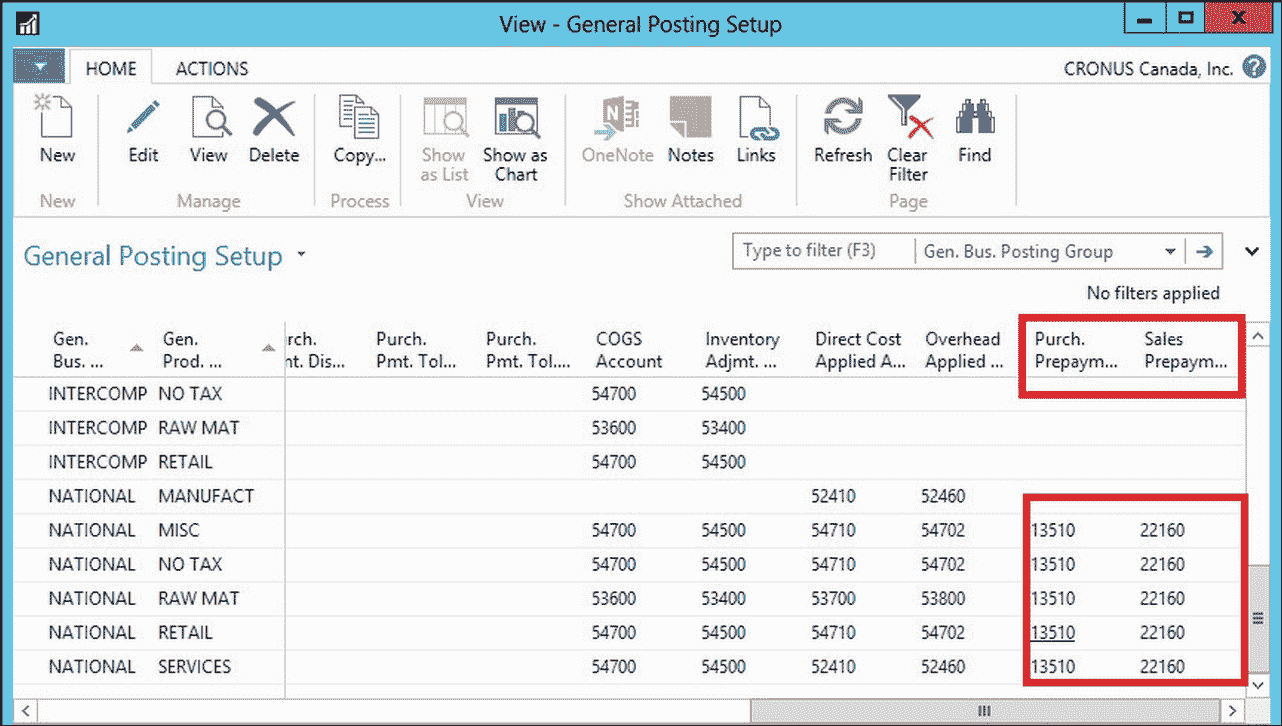 View - General Posting Setup
HOME ACTIONS CRONUS Canada, Inc.
New Edit View Delete Copy... Show as List Show as Chart OneNote Notes Links Refresh Clear Filter Find
New Manage Process View Show Attached Page
General Posting Setup Type to filter (F3) Gen. Bus. Posting Group
No filters applied
Gen. Gen. rch. Purch. Purch. COGS Inventory Direct Cost Overhead Purch. Sales
Bus. ... Prod. ... nt. Dis... Pmt. Tol... Pmt. Tol.... Account Adjmt. ... Applied A... Applied ... Prepaym... Prepaym...
INTERCOMP NO TAX 54700 54500
INTERCOMP RAW MAT 53600 53400
INTERCOMP RETAIL 54700 54500
NATIONAL MANUFACT 52410 52460
NATIONAL MISC 54700 54500 54710 54702 13510 22160
NATIONAL NO TAX 54700 54500 54710 54702 13510 22160
NATIONAL RAW MAT 53600 53400 53700 53800 13510 22160
NATIONAL RETAIL 54700 54500 54710 54702 13510 22160
NATIONAL SERVICES 54700 54500 52410 52460 13510 22160